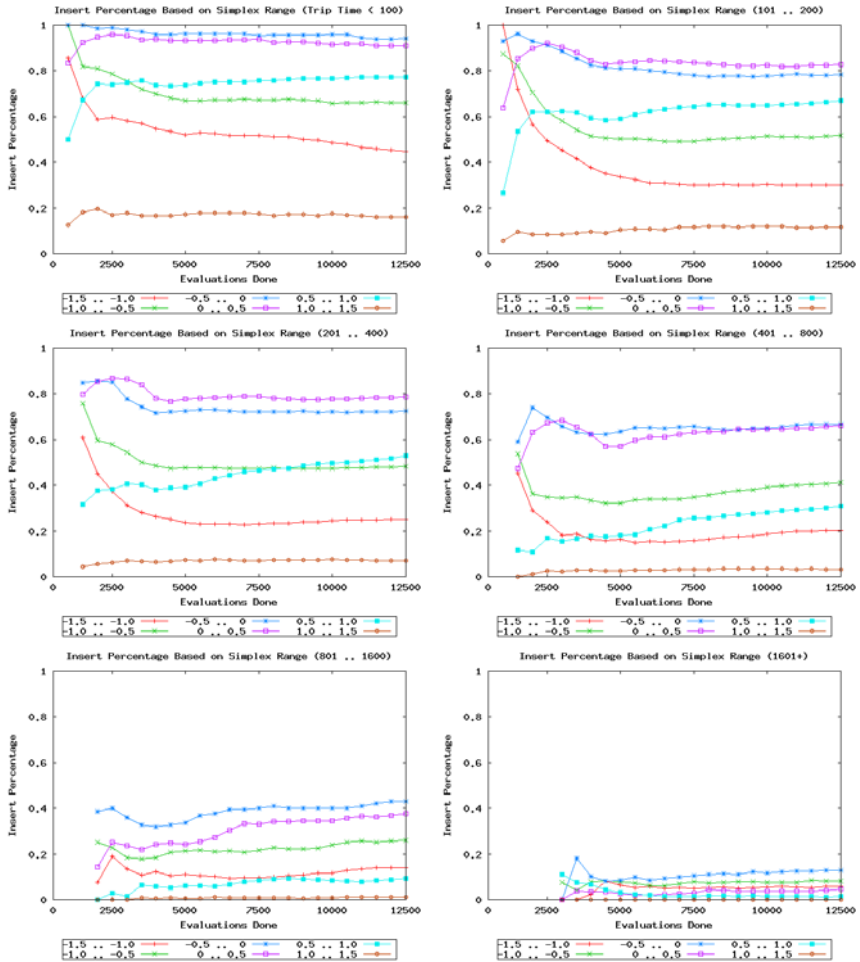 Insert Percentage Based on Simplex Range (Trip Time < 100)
1
0.8
0.6
0.4
0.2
0
Insert Percentage
0 2500 5000 7500 10000 12500
Evaluations Done
-1.5 .. -1.0 -0.5 .. 0 0.5 .. 1.0
-1.0 .. -0.5 0 .. 0.5 1.0 .. 1.5
Insert Percentage Based on Simplex Range (101 .. 200)
1
0.8
0.6
0.4
0.2
0
Insert Percentage
0 2500 5000 7500 10000 12500
Evaluations Done
-1.5 .. -1.0 -0.5 .. 0 0.5 .. 1.0
-1.0 .. -0.5 0 .. 0.5 1.0 .. 1.5
Insert Percentage Based on Simplex Range (201 .. 400)
1
0.8
0.6
0.4
0.2
0
Insert Percentage
0 2500 5000 7500 10000 12500
Evaluations Done
-1.5 .. -1.0 -0.5 .. 0 0.5 .. 1.0
-1.0 .. -0.5 0 .. 0.5 1.0 .. 1.5
Insert Percentage Based on Simplex Range (401 .. 800)
1
0.8
0.6
0.4
0.2
0
Insert Percentage
0 2500 5000 7500 10000 12500
Evaluations Done
-1.5 .. -1.0 -0.5 .. 0 0.5 .. 1.0
-1.0 .. -0.5 0 .. 0.5 1.0 .. 1.5
Insert Percentage Based on Simplex Range (801 .. 1600)
1
0.8
0.6
0.4
0.2
0
Insert Percentage
0 2500 5000 7500 10000 12500
Evaluations Done
-1.5 .. -1.0 -0.5 .. 0 0.5 .. 1.0
-1.0 .. -0.5 0 .. 0.5 1.0 .. 1.5
Insert Percentage Based on Simplex Range (1601+)
1
0.8
0.6
0.4
0.2
0
Insert Percentage
0 2500 5000 7500 10000 12500
Evaluations Done
-1.5 .. -1.0 -0.5 .. 0 0.5 .. 1.0
-1.0 .. -0.5 0 .. 0.5 1.0 .. 1.5